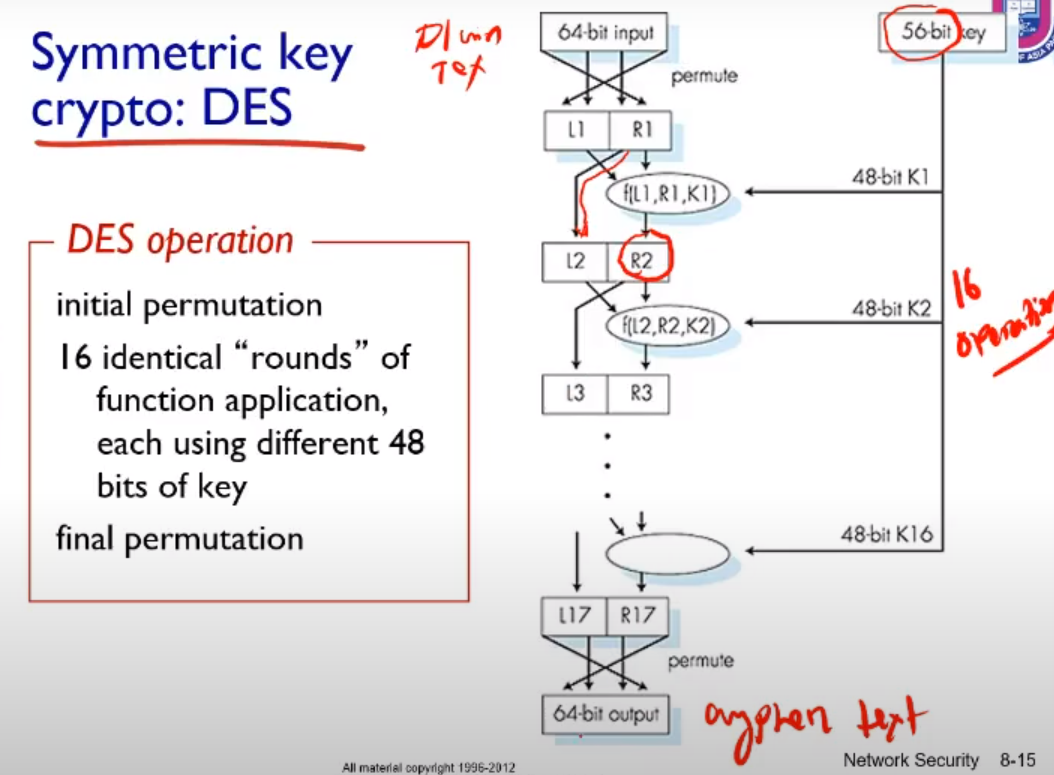 Symmetric key
crypto: DES
DES operation
initial permutation
16 identical “rounds” of
function application,
each using different 48
bits of key
final permutation
Tex
64-bit input
56-bit key
permute
L1 R1
f(L1,R1,K1)
48-bit K1
L2 R2
f(L2,R2,K2)
48-bit K2
16
operation
L3 R3
48-bit K16
L17 R17
permute
64-bit output
text
All material copyright 1996-2012
Network Security 8-15